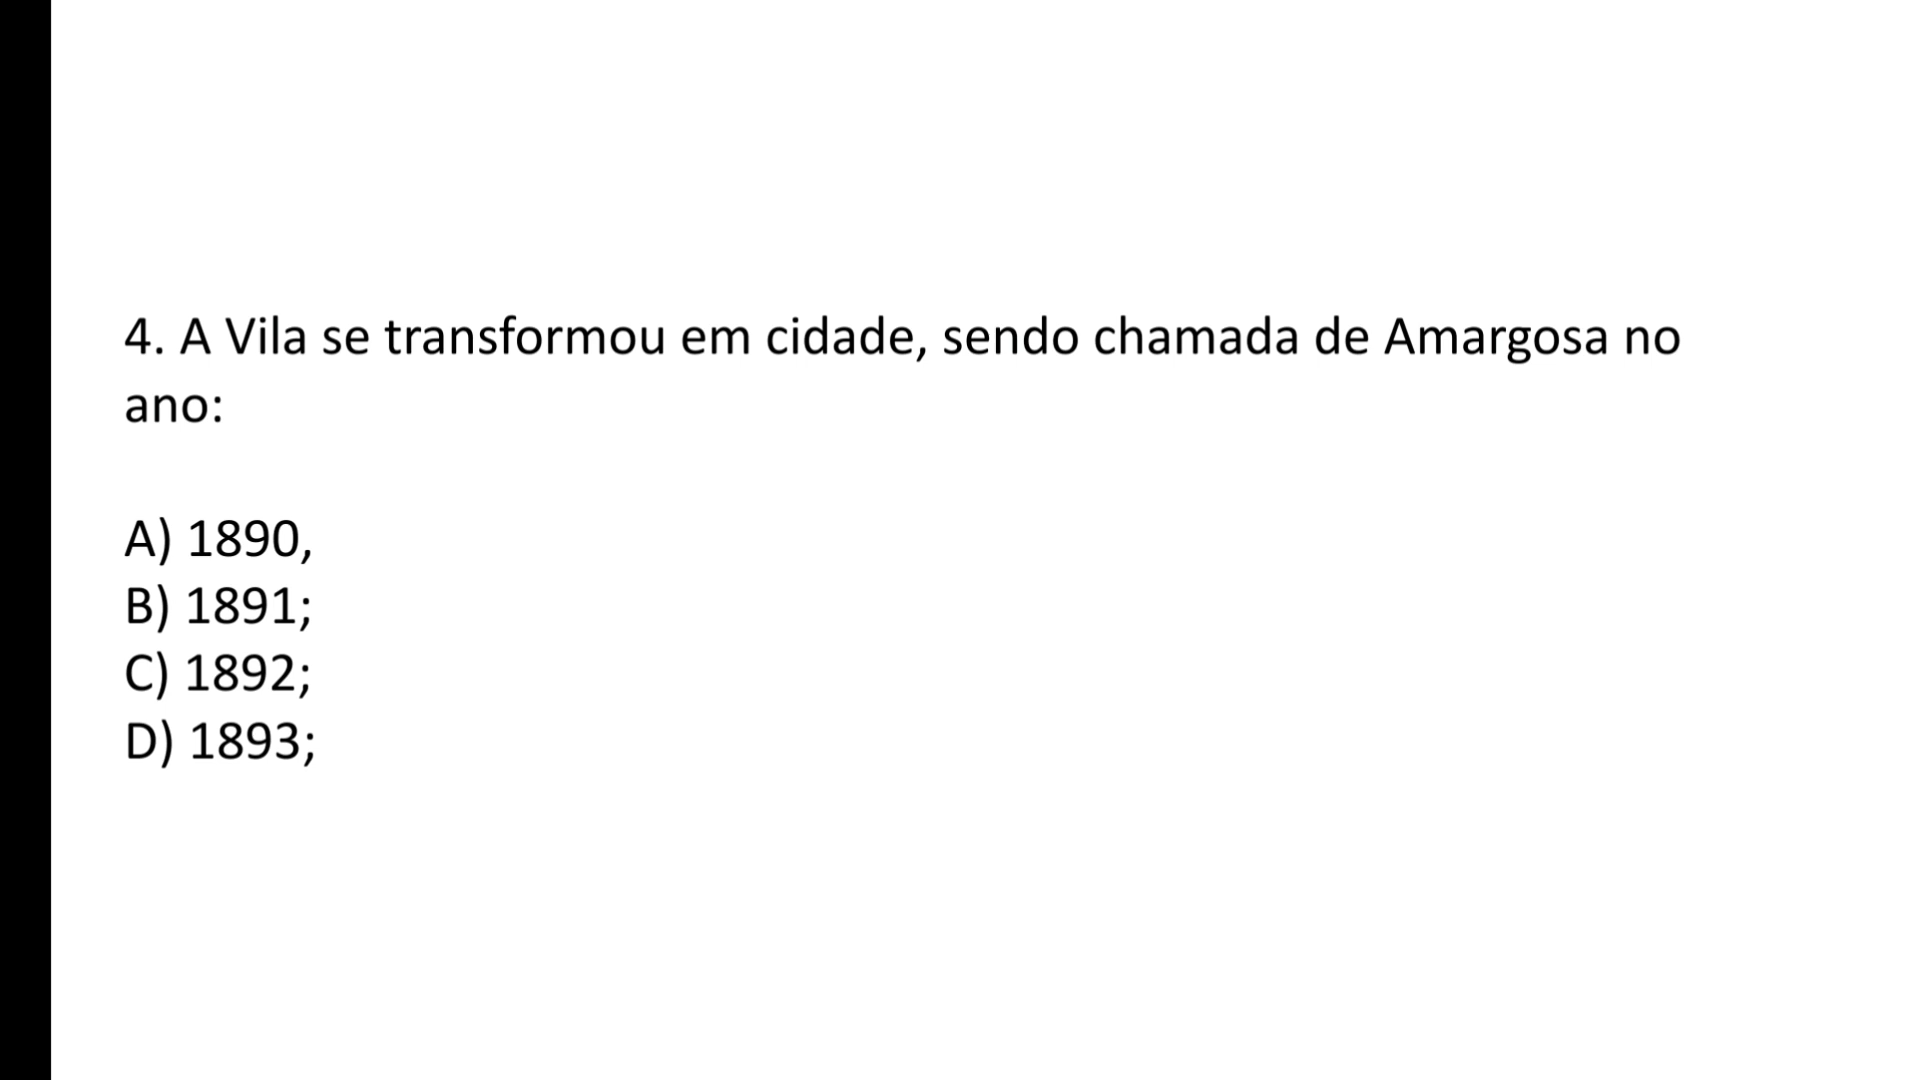 4. A Vila se transformou em cidade, sendo chamada de Amargosa no
ano:
A) 1890,
B) 1891;
C) 1892;
D) 1893;